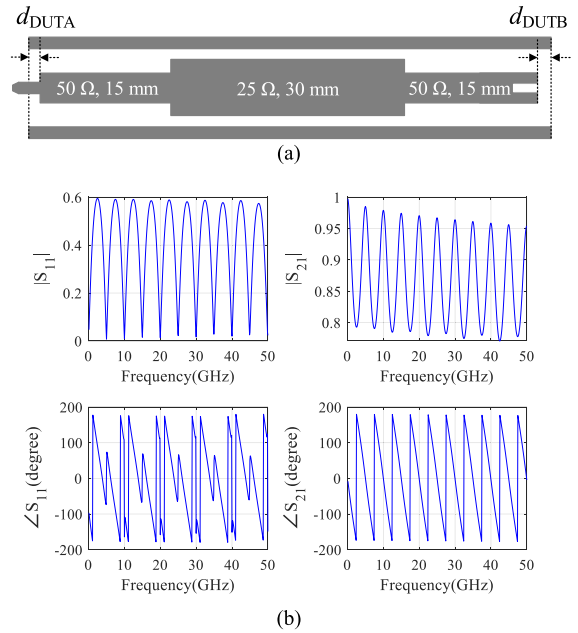 dDUTA
dDUTB
50 Ω, 15 mm
25 Ω, 30 mm
50 Ω, 15 mm
(a)
0.6
0.4
0.2
0
|S11|
0 10 20 30 40 50
Frequency(GHz)
1
0.95
0.9
0.85
0.8
|S21|
0 10 20 30 40 50
Frequency(GHz)
200
100
0
-100
-200
∠S11(degree)
0 10 20 30 40 50
Frequency(GHz)
200
100
0
-100
-200
∠S21(degree)
0 10 20 30 40 50
Frequency(GHz)
(b)